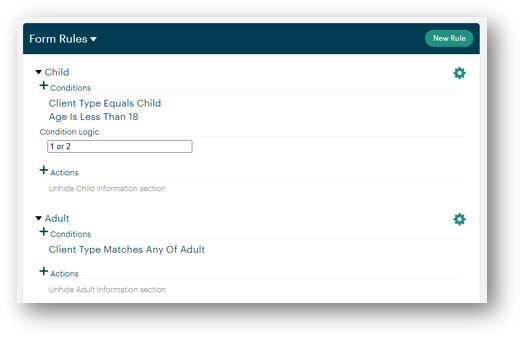 Form Rules
New Rule
Child
Conditions
Client Type Equals Child
Age Is Less Than 18
Condition Logic
1 or 2
Actions
Unhide Child Information section
Adult
Conditions
Client Type Matches Any Of Adult
Actions
Unhide Adult Information section